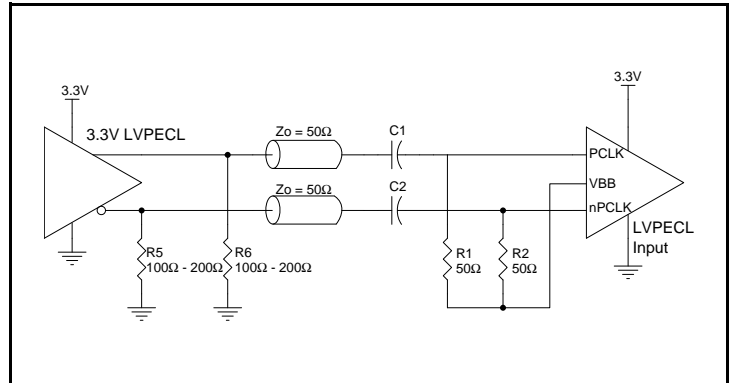 3.3V
3.3V
3.3V LVPECL
Zo = 50Ω
C1
PCLK
Zo = 50Ω
C2
VBB
nPCLK
LVPECL
Input
R5
100Ω - 200Ω
R6
100Ω - 200Ω
R1
50Ω
R2
50Ω